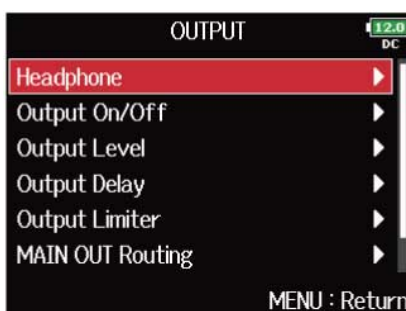 OUTPUT
12.0
DC
Headphone
Output On/Off
Output Level
Output Delay
Output Limiter
MAIN OUT Routing
MENU : Return